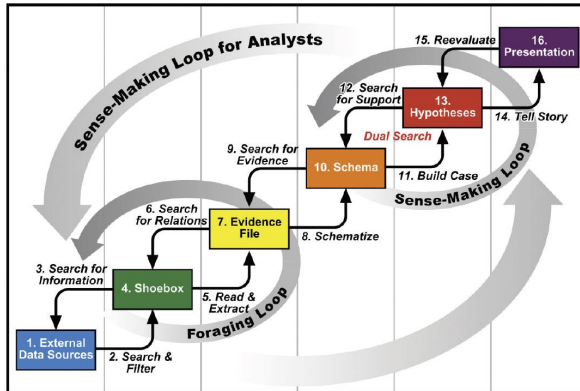 Sense-Making Loop for Analysts
15. Reevaluate
16.
Presentation
12. Search
for Support
13.
Hypotheses
Dual Search
14. Tell Story
9. Search for
Evidence
10. Schema
11. Build Case
Sense-Making Loop
6. Search
for Relations
7. Evidence
File
8. Schematize
3. Search for
Information
4. Shoebox
5. Read &
Extract
Foraging Loop
1. External
Data Sources
2. Search &
Filter